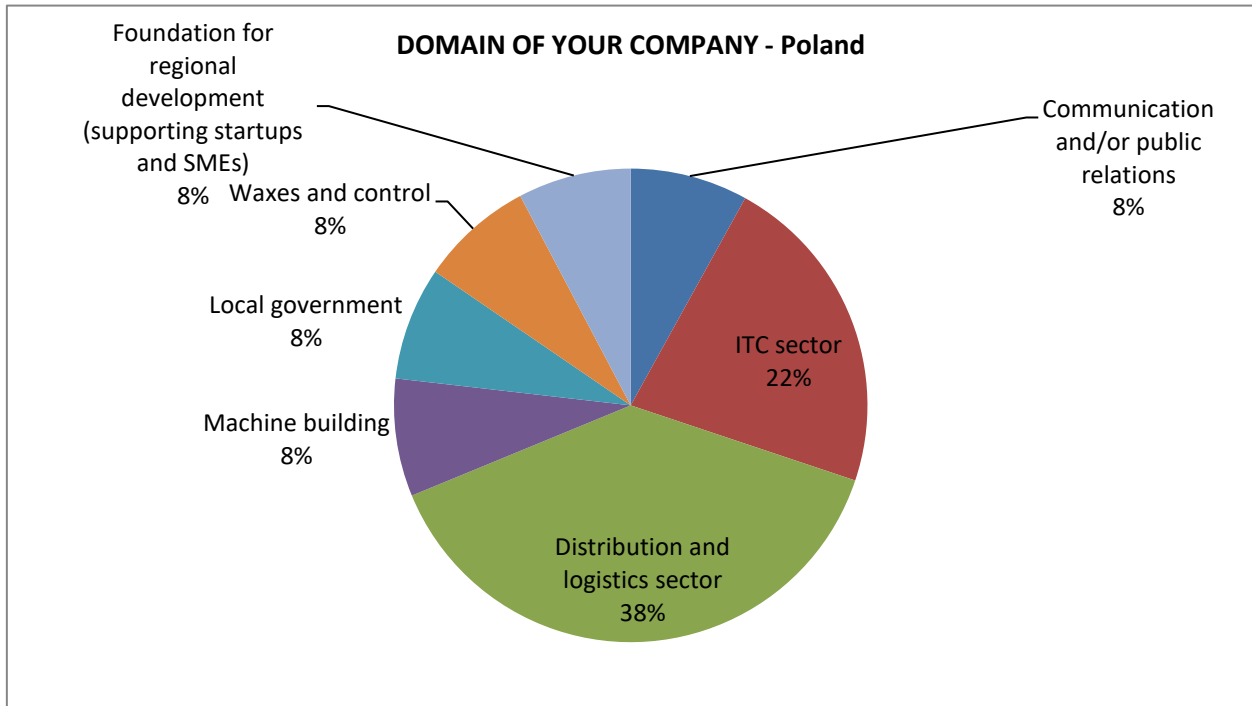 DOMAIN OF YOUR COMPANY - Poland
Foundation for
regional
development
(supporting startups
and SMEs)
8%
Communication
and/or public
relations
8%
Waxes and control
8%
Local government
8%
ITC sector
22%
Machine building
8%
Distribution and
logistics sector
38%